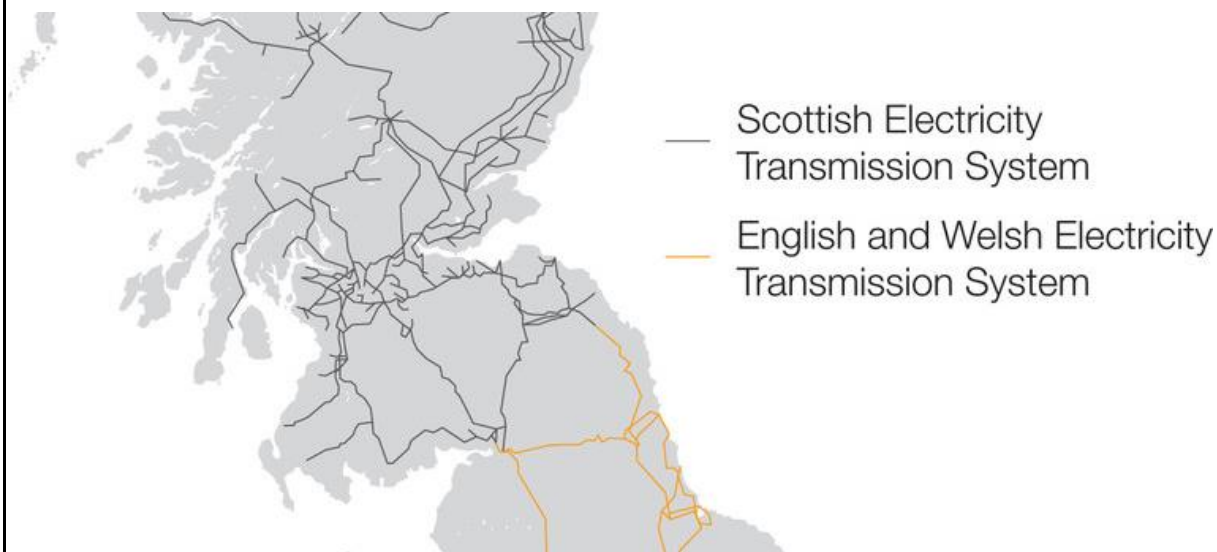 Scottish Electricity
Transmission System
English and Welsh Electricity
Transmission System